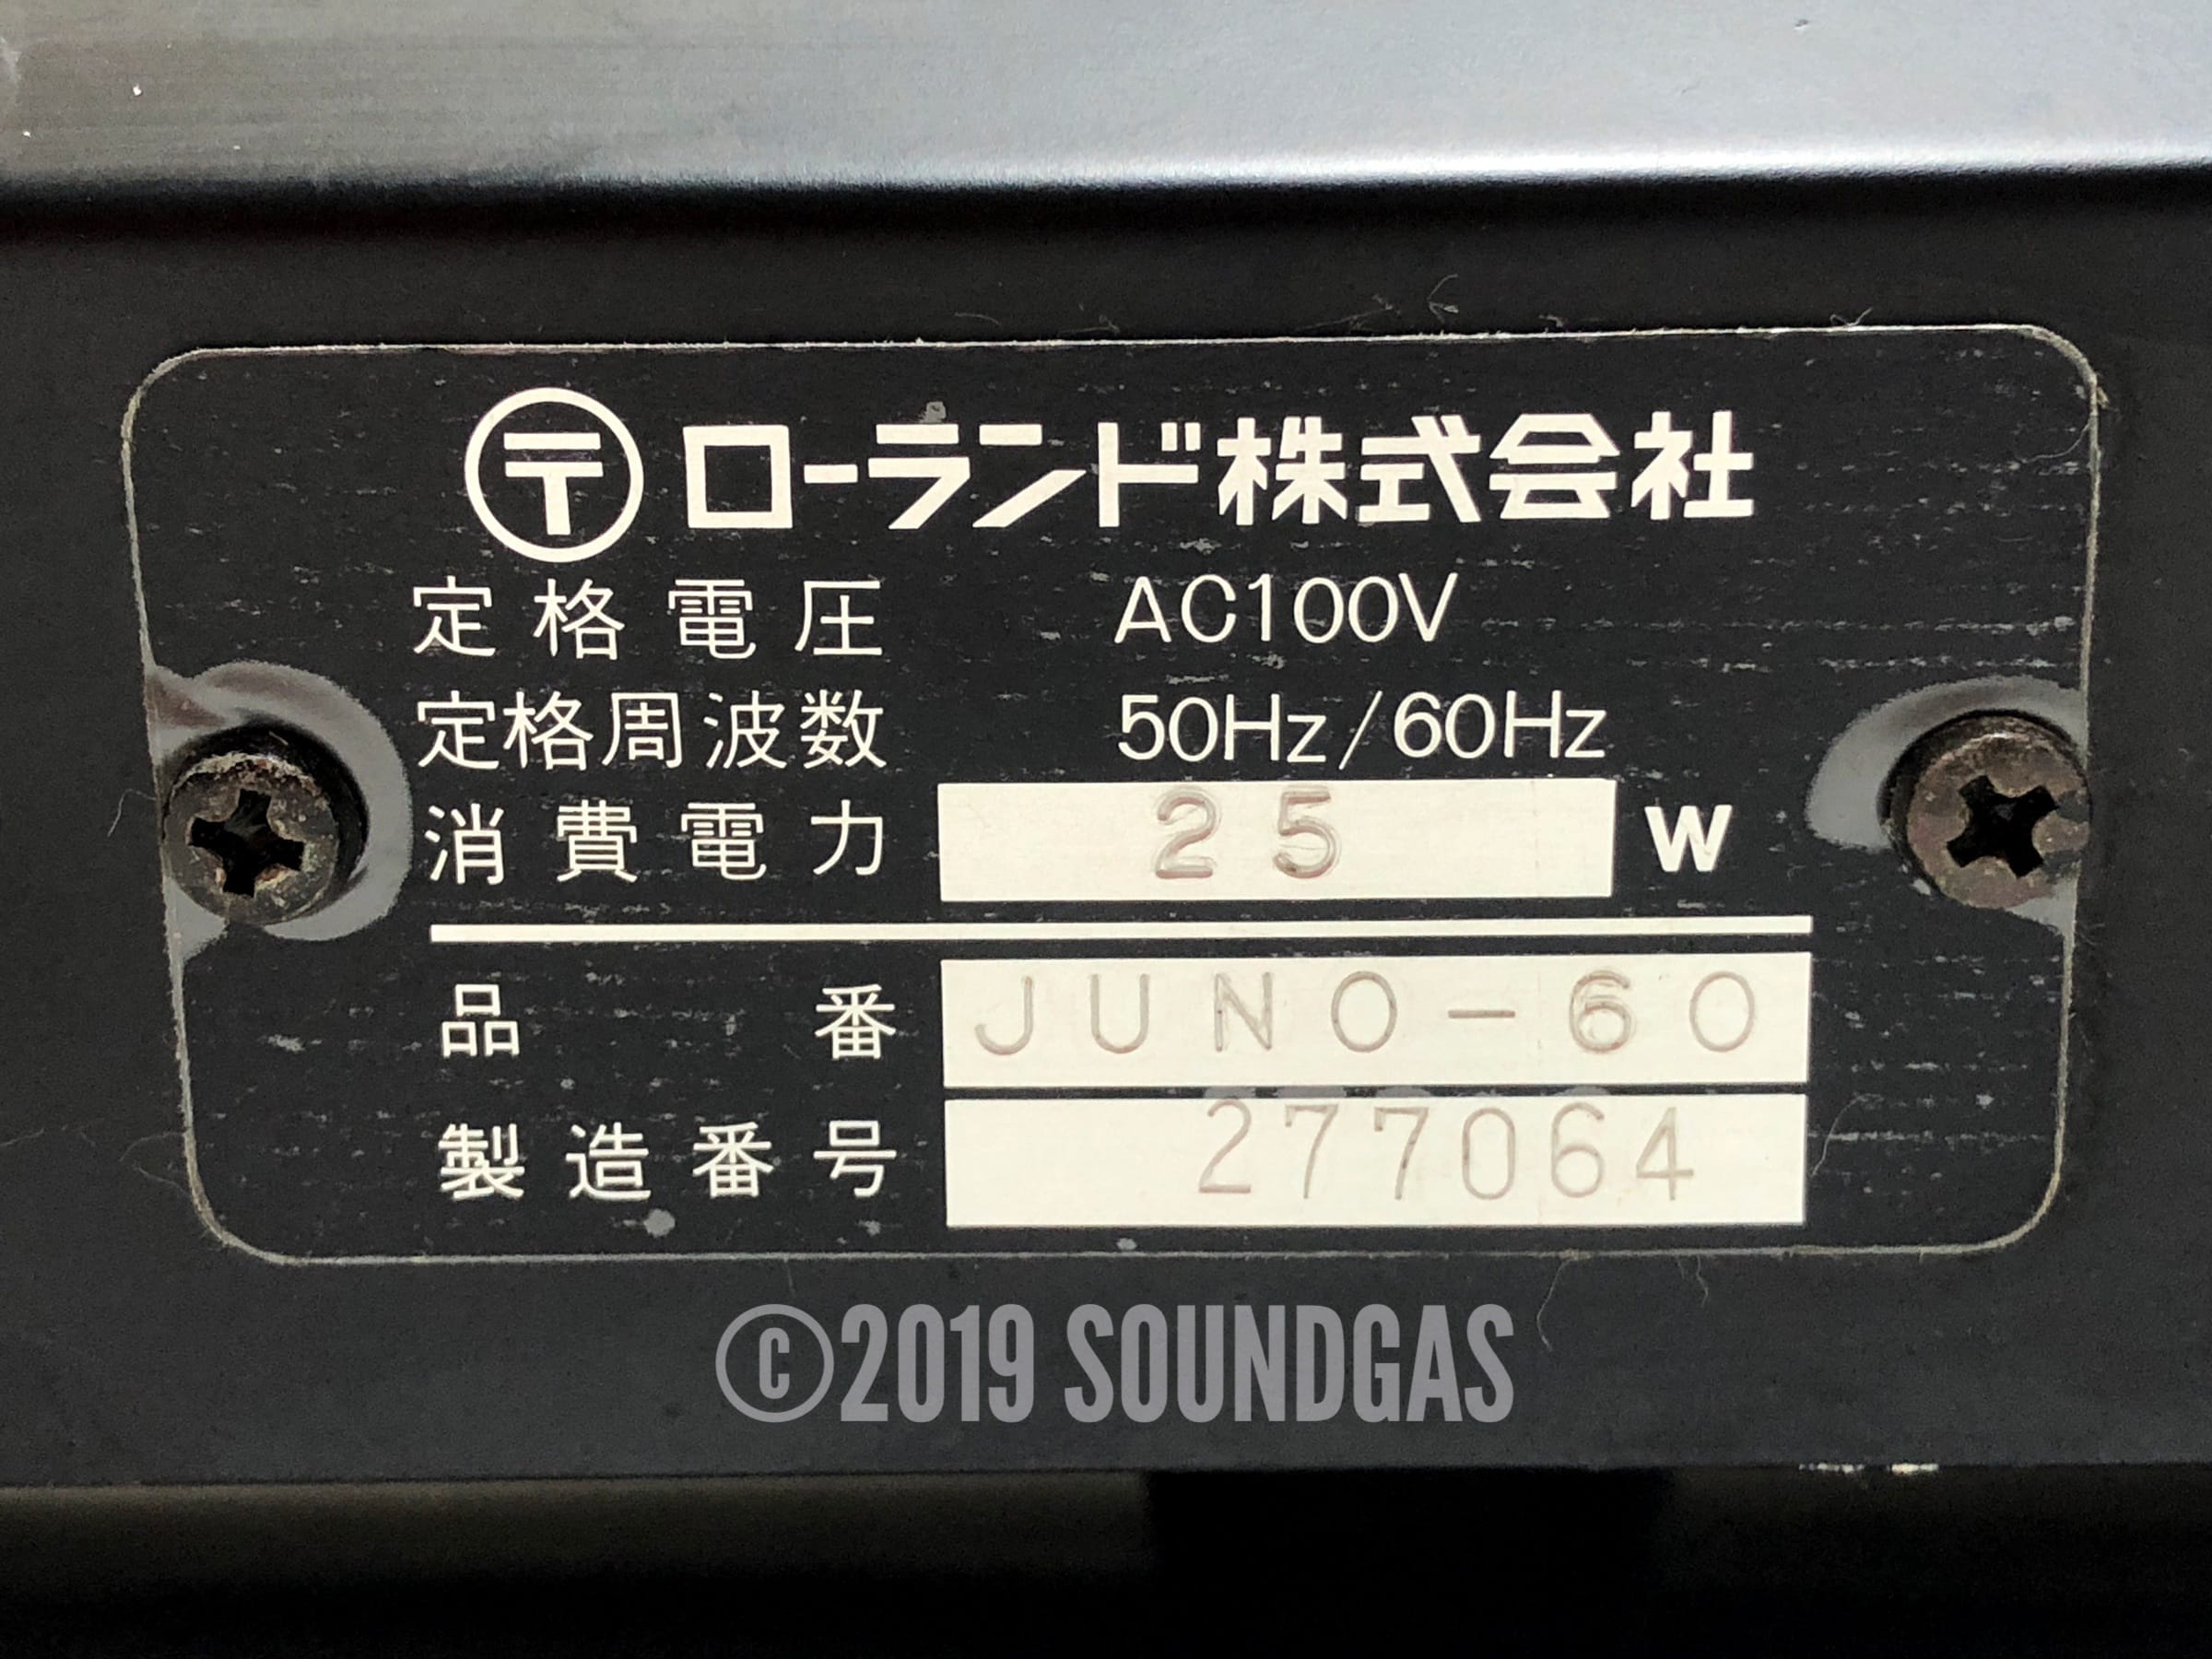 〒 ローランド株式会社
定格電圧 AC100V
定格周波数 50Hz/60Hz
消費電力 25 W
品番 JUNO-60
製造番号 277064
©2019 SOUNDGAS